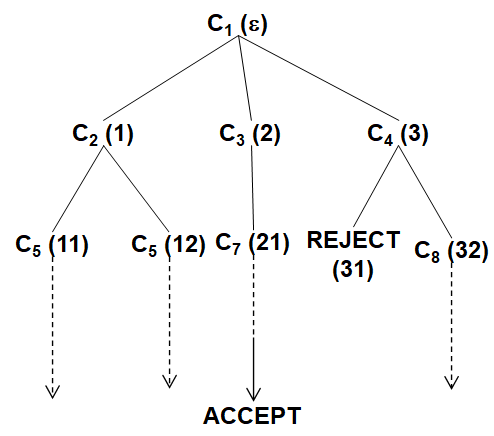 C₁ (ε)
C₂ (1) C₃ (2) C₄ (3)
C₅ (11) C₅ (12) C₇ (21) REJECT (31) C₈ (32)
ACCEPT